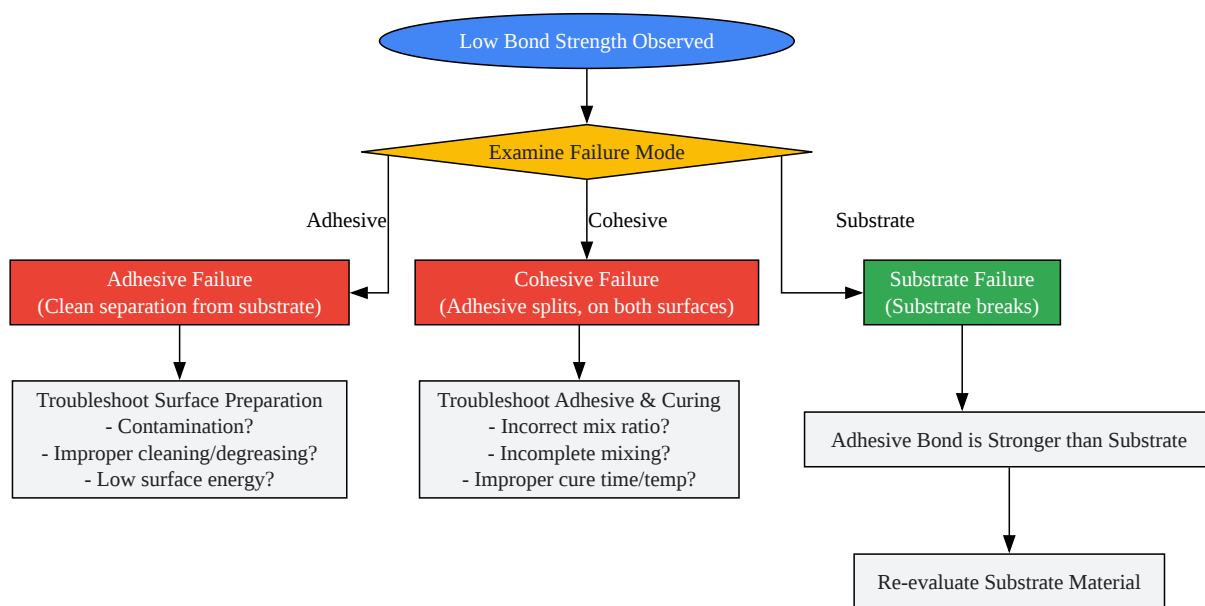 Low Bond Strength Observed
Examine Failure Mode
Adhesive
Cohesive
Substrate
Adhesive Failure
(Clean separation from substrate)
Cohesive Failure
(Adhesive splits, on both surfaces)
Substrate Failure
(Substrate breaks)
Troubleshoot Surface Preparation
- Contamination?
- Improper cleaning/degreasing?
- Low surface energy?
Troubleshoot Adhesive & Curing
- Incorrect mix ratio?
- Incomplete mixing?
- Improper cure time/temp?
Adhesive Bond is Stronger than Substrate
Re-evaluate Substrate Material